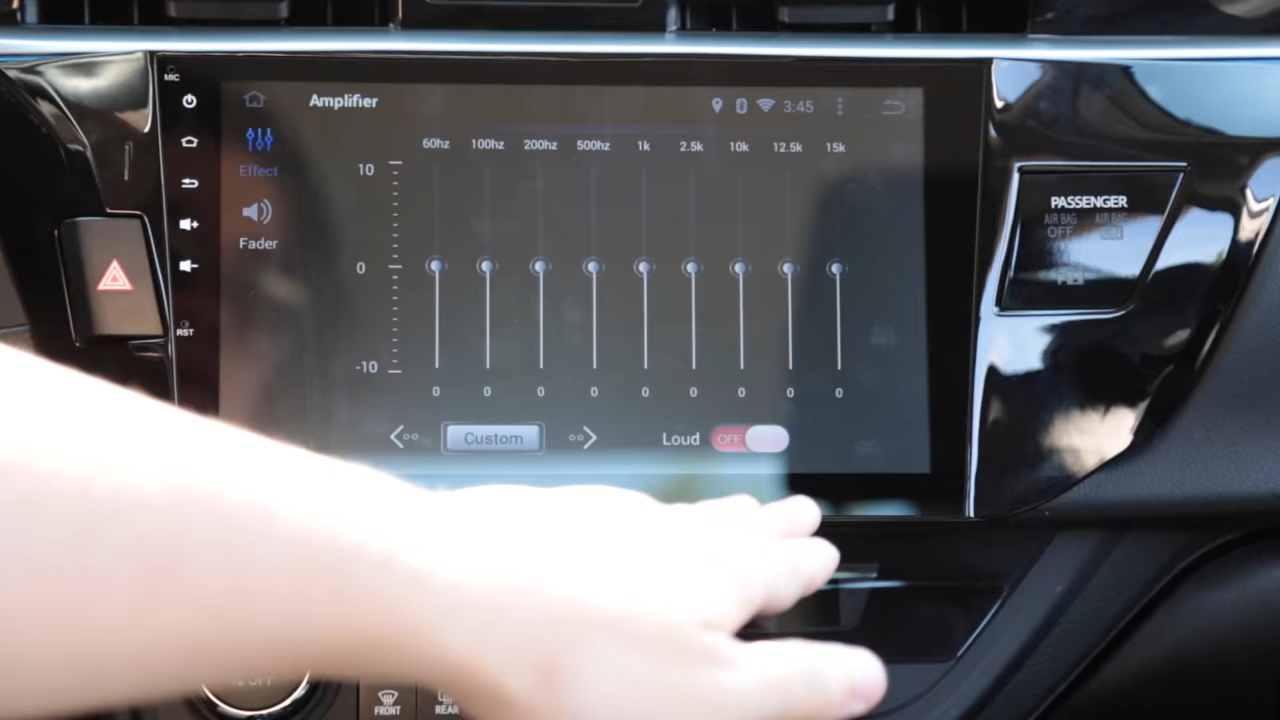 MIC
Amplifier
3:45
60hz 100hz 200hz 500hz 1k 2.5k 10k 12.5k 15k
Effect
10
Fader
0
RST
-10
0 0 0 0 0 0 0 0 0
Custom
Loud OFF
PASSENGER
AIR BAG AIR BAG
OFF ON
FRONT
REAR